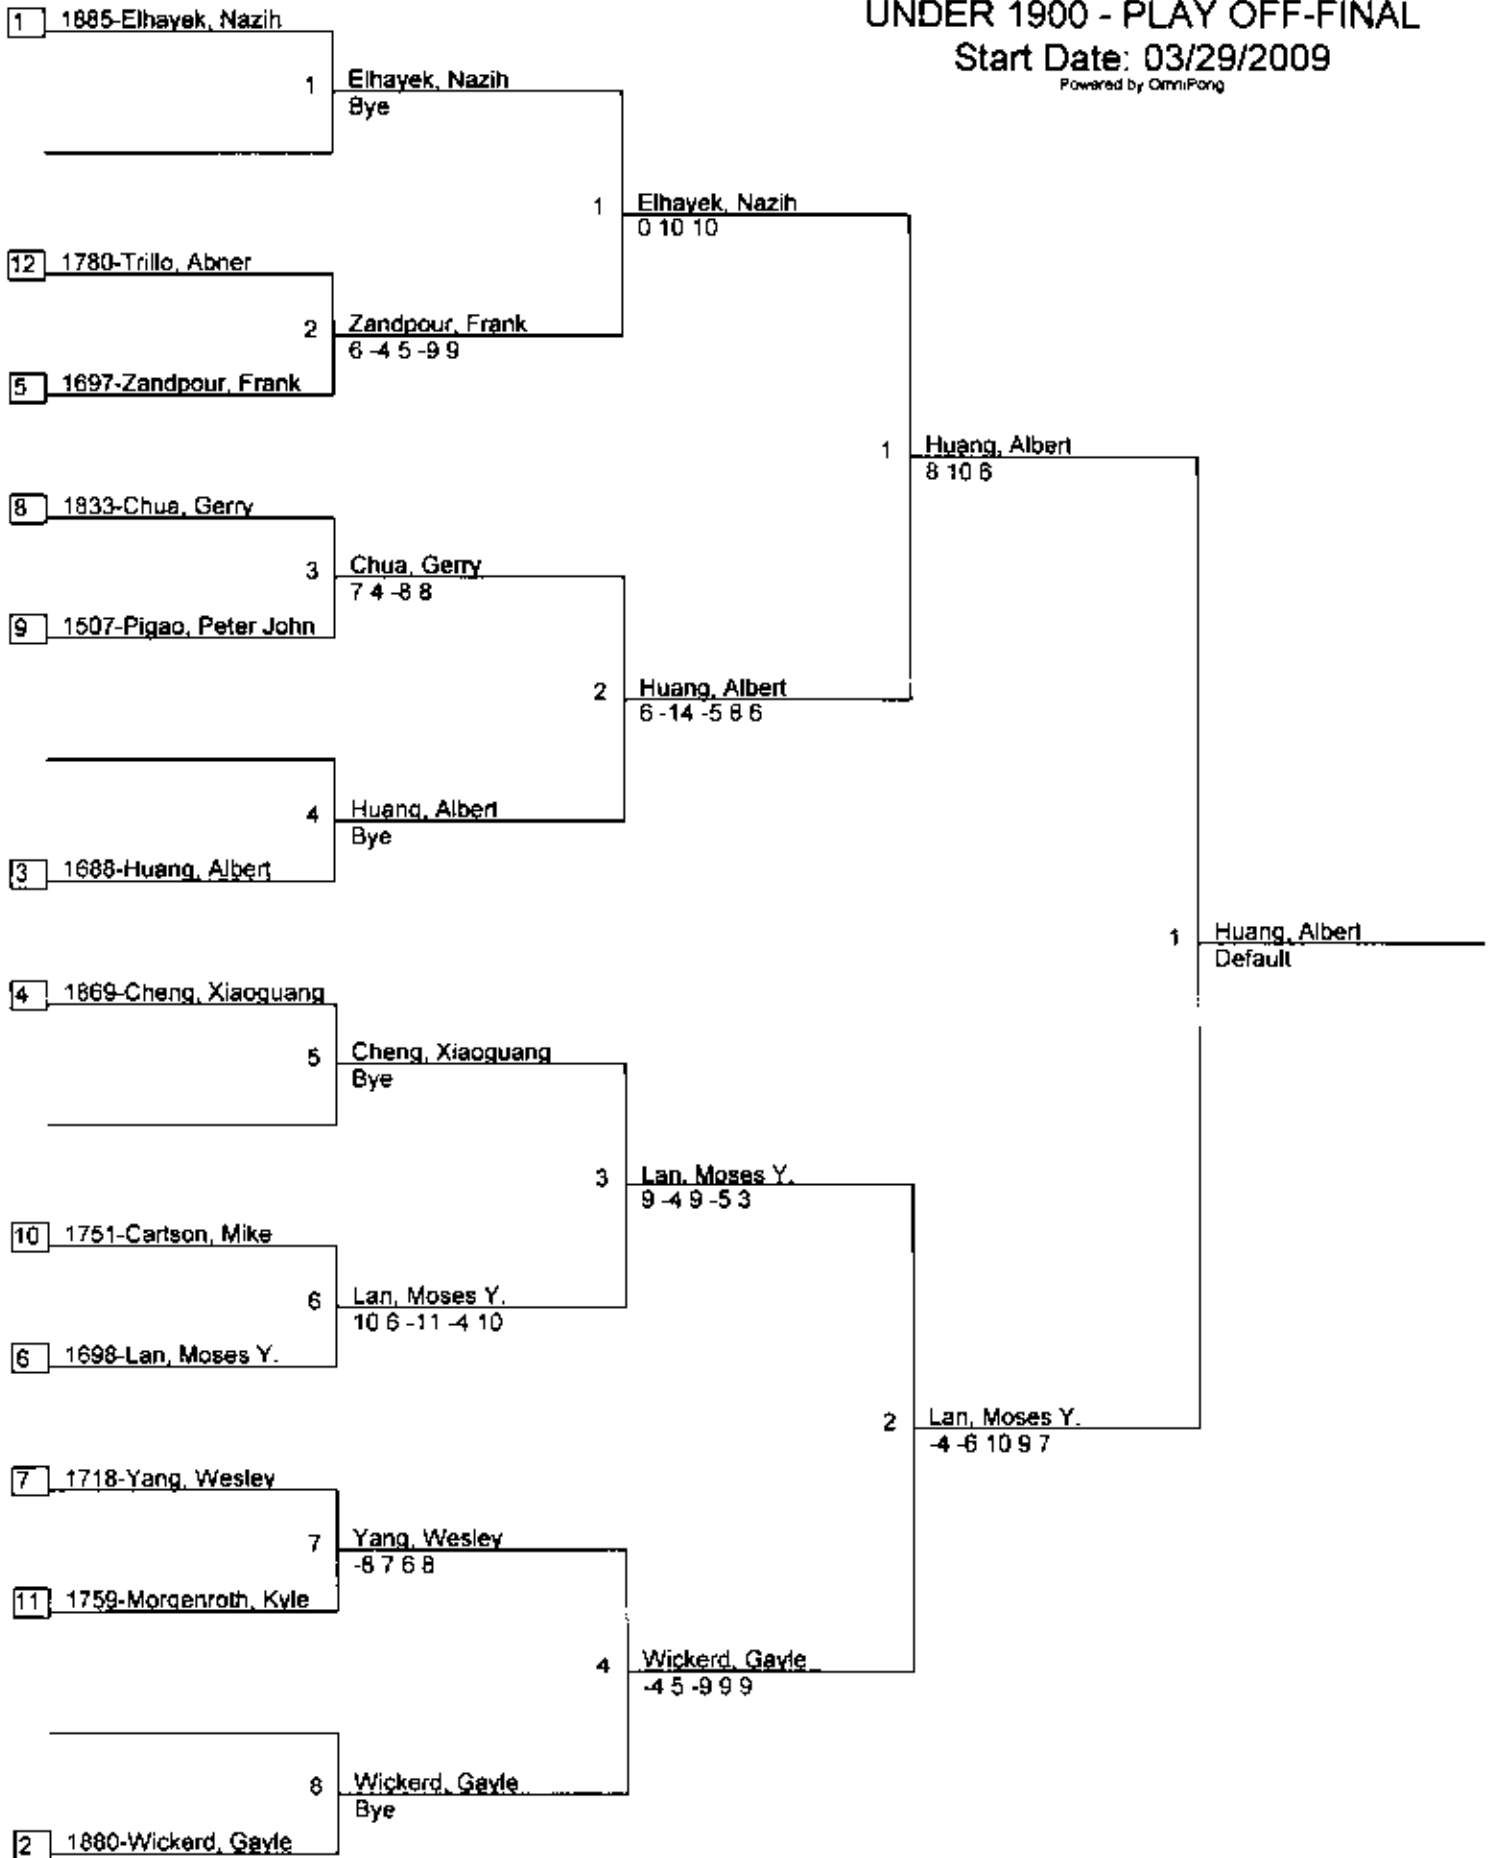 UNDER 1900 - PLAY OFF-FINAL
Start Date: 03/29/2009
Powered by OmniPong
1 1885-Elhayek, Nazih
1 Elhayek, Nazih
Bye
1 Elhayek, Nazih
0 10 10
12 1780-Trillo, Abner
2 Zandpour, Frank
6 -4 5 -9 9
5 1697-Zandpour, Frank
1 Huang, Albert
8 10 6
8 1833-Chua, Gerry
3 Chua, Gerry
7 4 -8 8
9 1507-Pigao, Peter John
2 Huang, Albert
6 -14 -5 8 6
4 Huang, Albert
Bye
3 1688-Huang, Albert
1 Huang, Albert
Default
4 1869-Cheng, Xiaoguang
5 Cheng, Xiaoguang
Bye
3 Lan, Moses Y.
9 -4 9 -5 3
10 1751-Cartson, Mike
6 Lan, Moses Y.
10 6 -11 -4 10
6 1698-Lan, Moses Y.
2 Lan, Moses Y.
-4 -6 10 9 7
7 1718-Yang, Wesley
7 Yang, Wesley
-8 7 6 8
11 1759-Morgenroth, Kyle
4 Wickerd, Gayle
-4 5 -9 9 9
8 Wickerd, Gayle
Bye
2 1880-Wickerd, Gayle